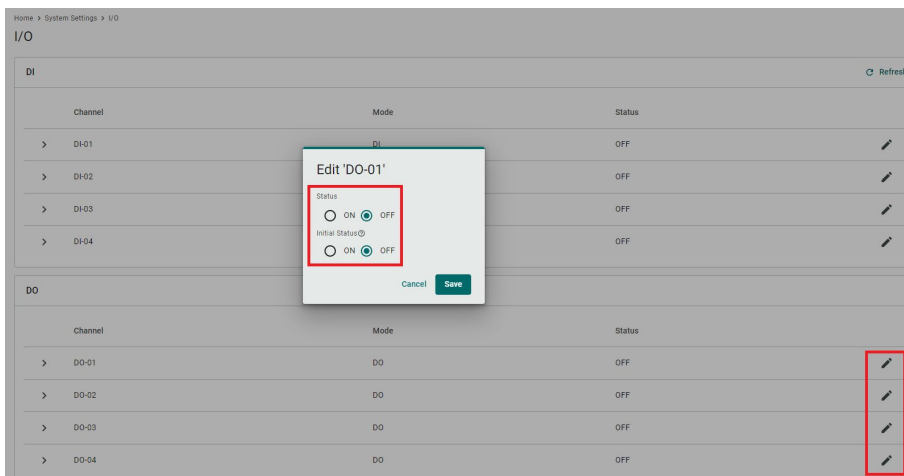 Home > System Settings > I/O
I/O
DI
Refresh
Channel Mode Status
DI-01 DI OFF
DI-02 OFF
DI-03 OFF
DI-04 OFF
Edit 'DO-01'
Status
ON OFF
Initial Status
ON OFF
Cancel Save
DO
Channel Mode Status
DO-01 DO OFF
DO-02 DO OFF
DO-03 DO OFF
DO-04 DO OFF